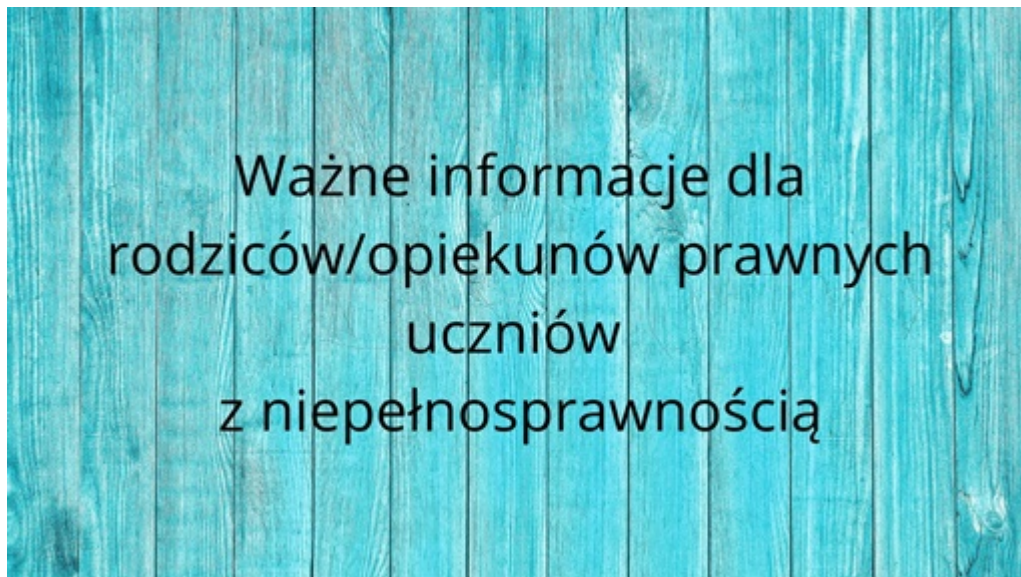 Ważne informacje dla
rodziców/opiekunów prawnych
uczniów
z niepełnosprawnością